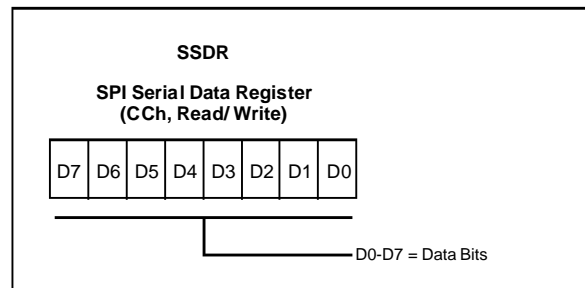 SSDR
SPI Serial Data Register
(CCh, Read/ Write)
D7 D6 D5 D4 D3 D2 D1 D0
D0-D7 = Data Bits